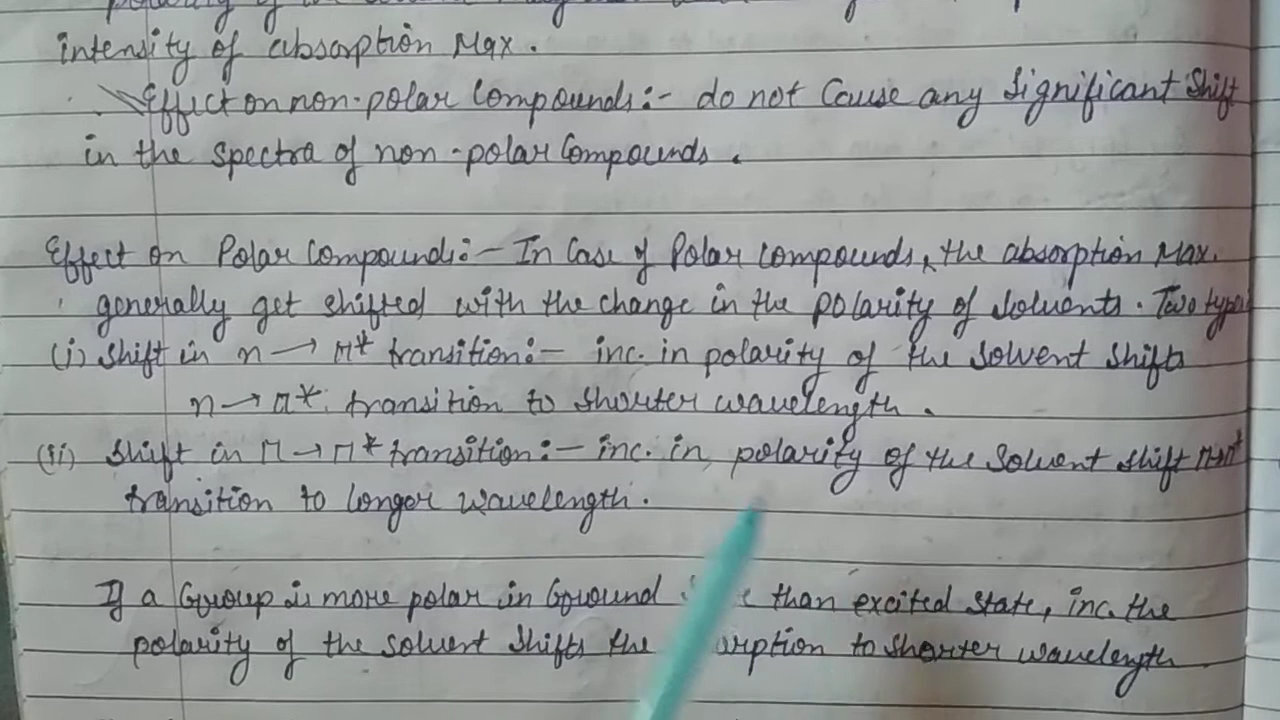 polarity of the
intensity of absorption Max.
Effect on non-polar Compounds:- do not Cause any Significant Shift
in the Spectra of non-polar Compounds.
Effect on Polar Compounds:- In Case of Polar Compounds, the absorption Max.
generally get shifted with the change in the polarity of Solvents. Two type
(i) Shift in n → π* transition:- inc. in polarity of the Solvent Shifts
n → π* transition to Shorter wavelength.
(ii) Shift in π → π* transition:- inc. in polarity of the Solvent Shift π→π*
transition to longer wavelength.
If a Group is more polar in Ground than excited State, inc. the
polarity of the Solvent Shifts the to Shorter wavelength